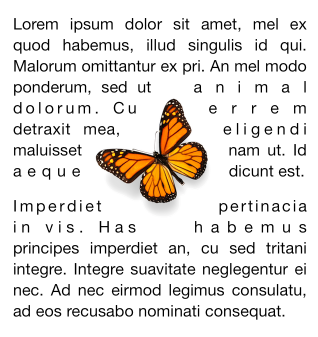 Lorem ipsum dolor sit amet, mel ex
quod habemus, illud singulis id qui.
Malorum omittantur ex pri. An mel modo
ponderum, sed ut animal
dolorum. Cu errem
detraxit mea, eligendi
maluisset nam ut. Id
aeque dicunt est.
Imperdiet pertinacia
in vis. Has habemus
principes imperdiet an, cu sed tritani
integre. Integre suavitate neglegentur ei
nec. Ad nec eirmod legimus consulatu,
ad eos recusabo nominati consequat.